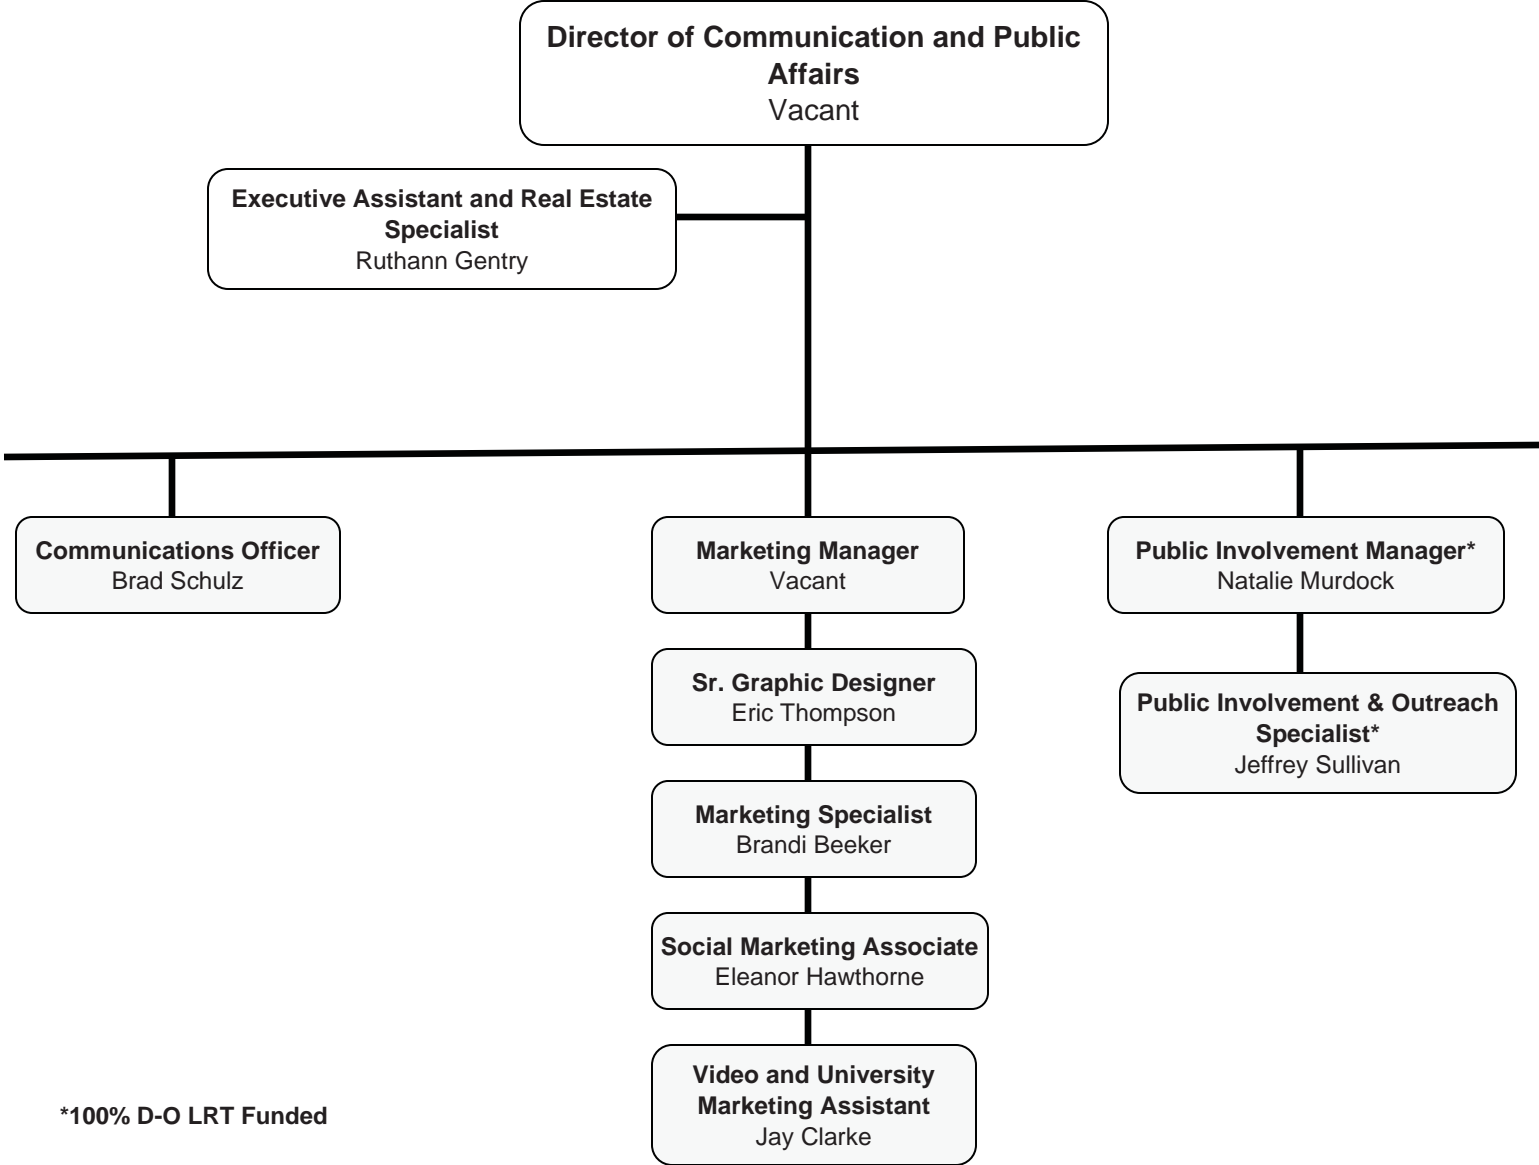 Director of Communication and Public
Affairs
Vacant
Executive Assistant and Real Estate
Specialist
Ruthann Gentry
Communications Officer
Brad Schulz
Marketing Manager
Vacant
Public Involvement Manager*
Natalie Murdock
Sr. Graphic Designer
Eric Thompson
Public Involvement & Outreach
Specialist*
Jeffrey Sullivan
Marketing Specialist
Brandi Beeker
Social Marketing Associate
Eleanor Hawthorne
Video and University
Marketing Assistant
Jay Clarke
*100% D-O LRT Funded